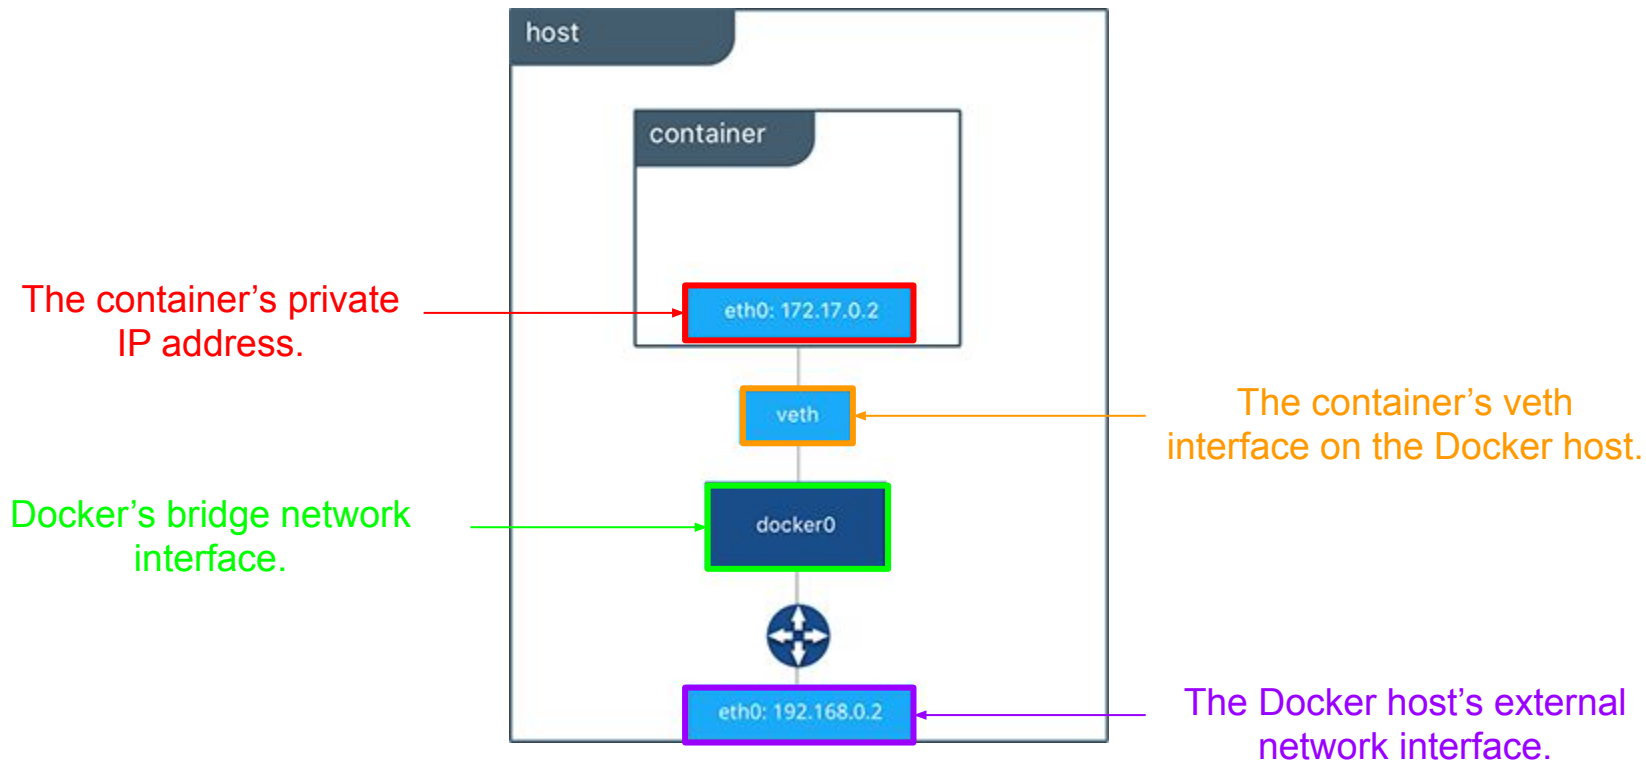 host
container
The container’s private
IP address.
eth0: 172.17.0.2
The container’s veth
interface on the Docker host.
veth
Docker’s bridge network
interface.
docker0
The Docker host’s external
network interface.
eth0: 192.168.0.2